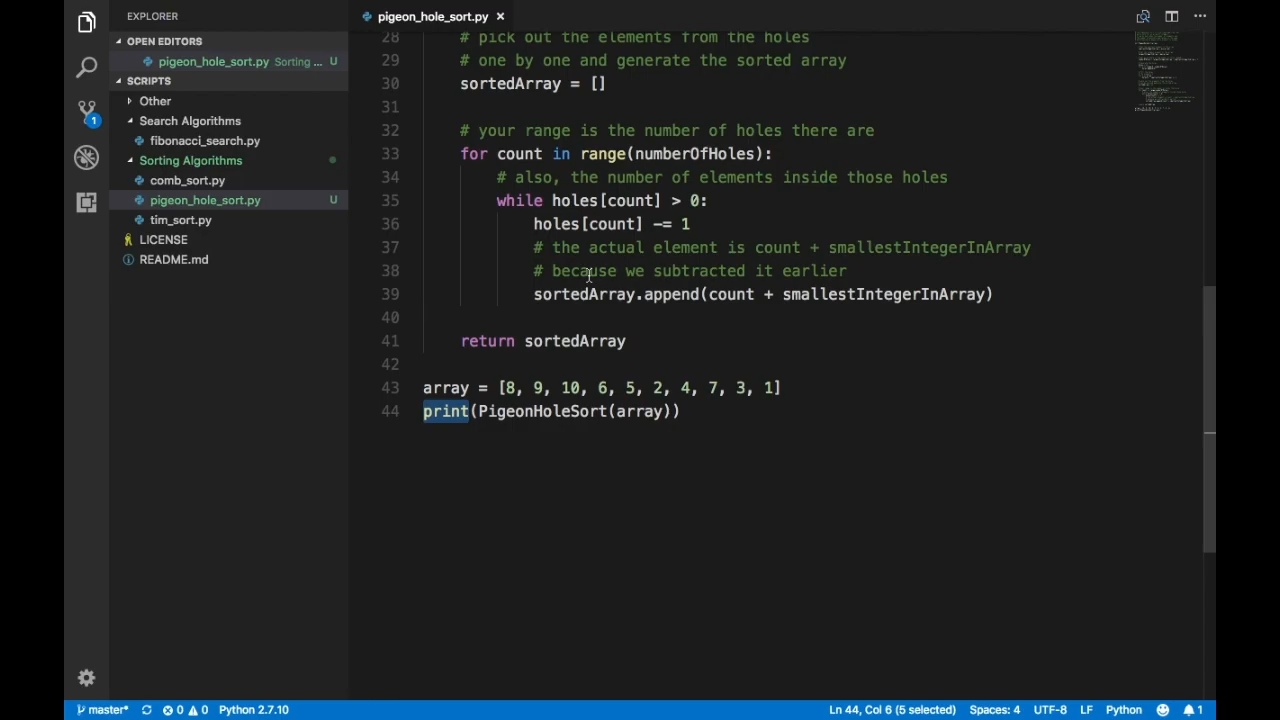 EXPLORER
OPEN EDITORS
pigeon_hole_sort.py Sorting ... U
SCRIPTS
Other
Search Algorithms
fibonacci_search.py
Sorting Algorithms
comb_sort.py
pigeon_hole_sort.py U
tim_sort.py
LICENSE
README.md
1
pigeon_hole_sort.py
28 # pick out the elements from the holes
29 # one by one and generate the sorted array
30 sortedArray = []
31
32 # your range is the number of holes there are
33 for count in range(numberOfHoles):
34 # also, the number of elements inside those holes
35 while holes[count] > 0:
36 holes[count] -= 1
37 # the actual element is count + smallestIntegerInArray
38 # because we subtracted it earlier
39 sortedArray.append(count + smallestIntegerInArray)
40
41 return sortedArray
42
43 array = [8, 9, 10, 6, 5, 2, 4, 7, 3, 1]
44 print(PigeonHoleSort(array))
master* 0 0 Python 2.7.10 Ln 44, Col 6 (5 selected) Spaces: 4 UTF-8 LF Python 1